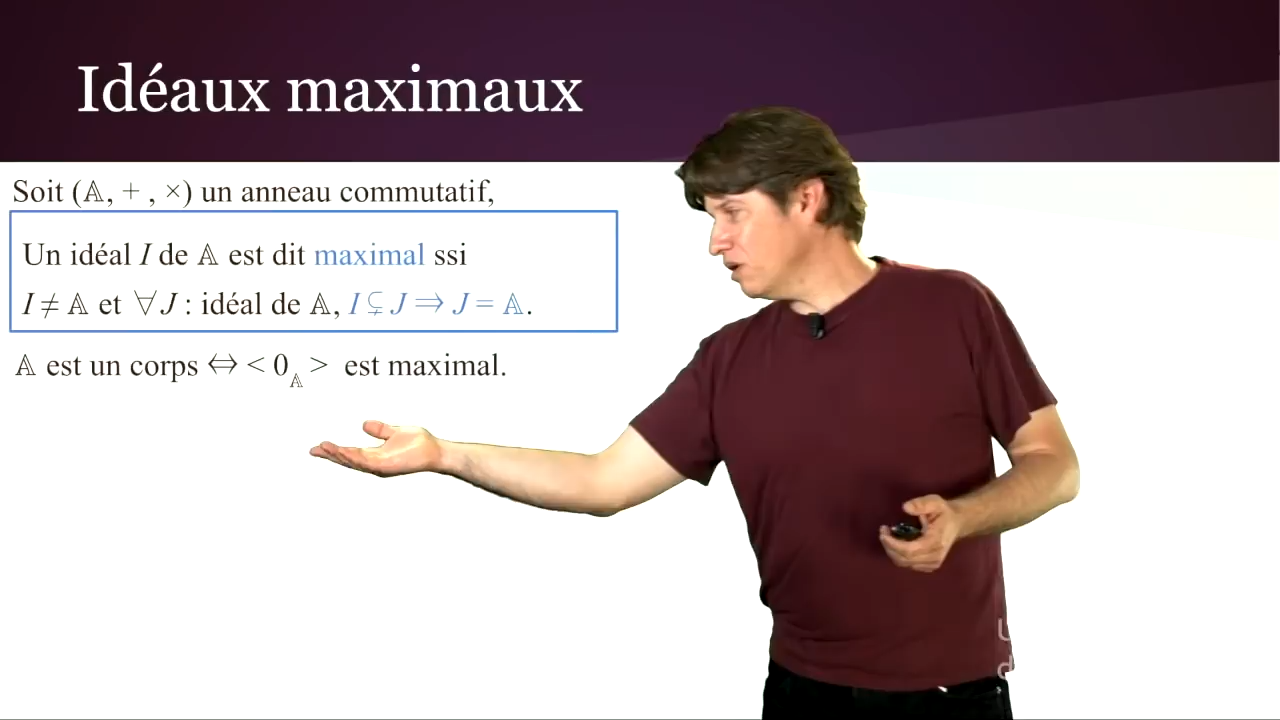 Idéaux maximaux
Soit (𝔸, + , ×) un anneau commutatif,
Un idéal I de 𝔸 est dit maximal ssi
I ≠ 𝔸 et ∀ J : idéal de 𝔸, I ⊊ J ⇒ J = 𝔸.
𝔸 est un corps ⇔ < 0𝔸 > est maximal.